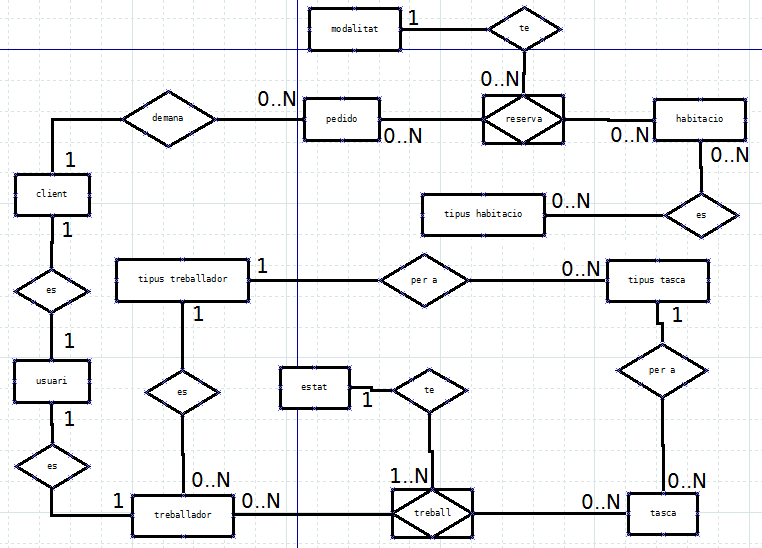 modalitat
1
te
0..N
demana
0..N
pedido
0..N
reserva
0..N
habitacio
0..N
1
client
1
tipus habitacio
0..N
es
tipus treballador
1
per a
0..N
tipus tasca
1
es
1
1
usuari
1
es
estat
1
te
per a
es
1
0..N
treballador
0..N
1..N
treball
0..N
0..N
tasca